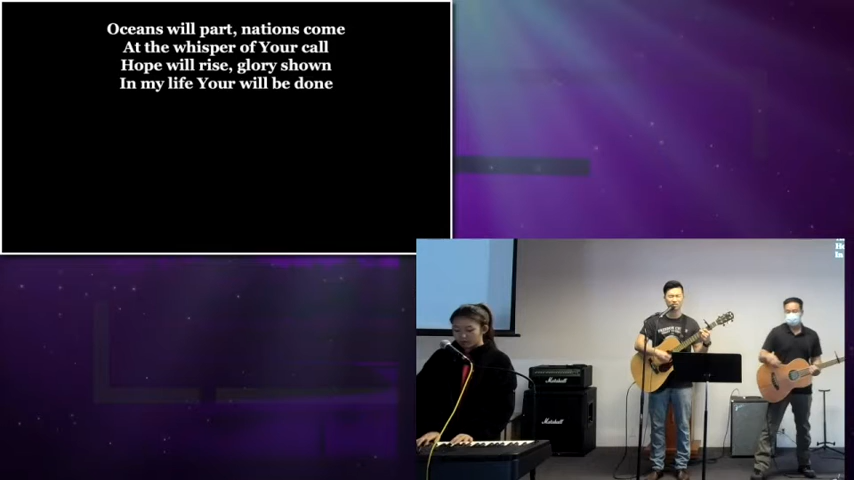 Oceans will part, nations come
At the whisper of Your call
Hope will rise, glory shown
In my life Your will be done
Marshall
Marshall